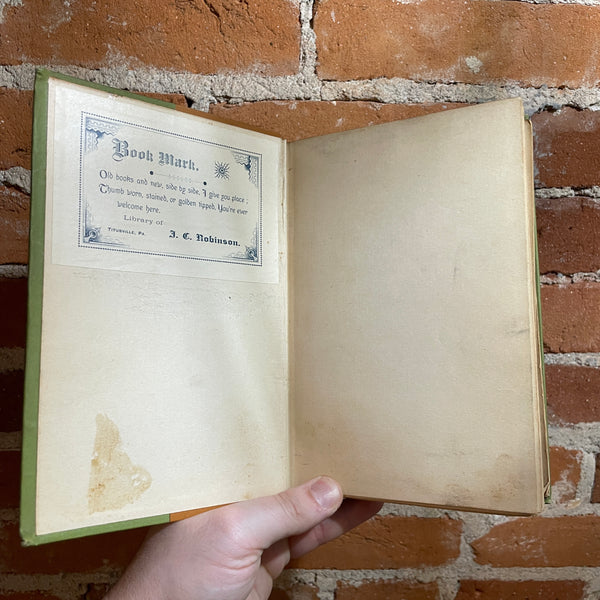 Book Mark.
Old books and new, side by side, I give you place;
Thumb worn, stained, or golden tipped, You're ever
welcome here.
Library of
Titusville, Pa. J. C. Robinson.